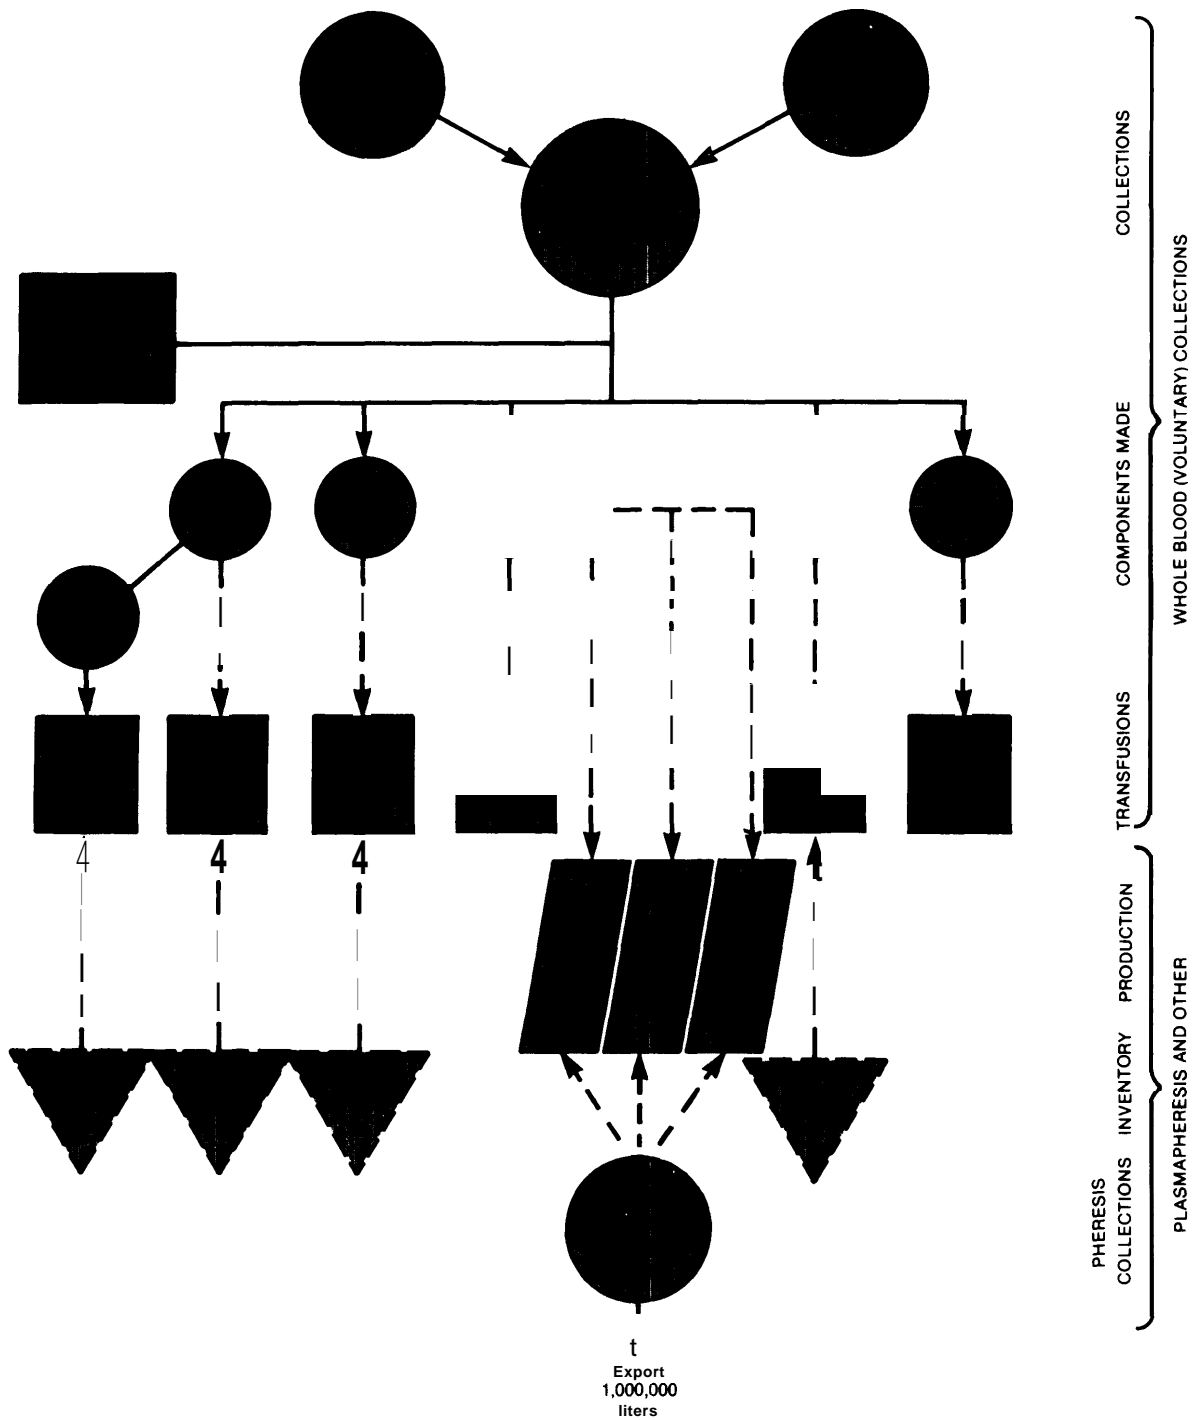 COLLECTIONS
COMPONENTS MADE
TRANSFUSIONS
WHOLE BLOOD (VOLUNTARY) COLLECTIONS
4
4
4
PRODUCTION
INVENTORY
PHERESIS
COLLECTIONS
PLASMAPHERESIS AND OTHER
t
Export
1,000,000
liters